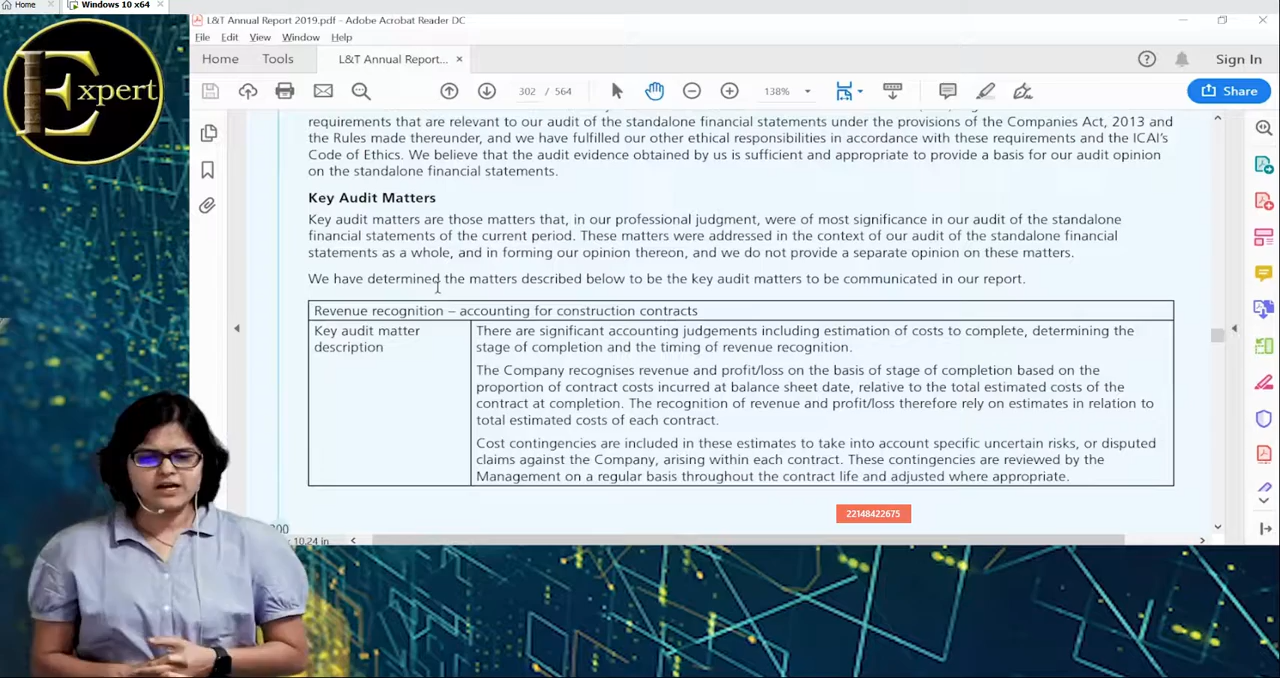 Home
Windows 10 x64
Expert
L&T Annual Report 2019.pdf - Adobe Acrobat Reader DC
File Edit View Window Help
Home Tools L&T Annual Report... × Sign In
302 / 564 138% Share
requirements that are relevant to our audit of the standalone financial statements under the provisions of the Companies Act, 2013 and
the Rules made thereunder, and we have fulfilled our other ethical responsibilities in accordance with these requirements and the ICAI's
Code of Ethics. We believe that the audit evidence obtained by us is sufficient and appropriate to provide a basis for our audit opinion
on the standalone financial statements.
Key Audit Matters
Key audit matters are those matters that, in our professional judgment, were of most significance in our audit of the standalone
financial statements of the current period. These matters were addressed in the context of our audit of the standalone financial
statements as a whole, and in forming our opinion thereon, and we do not provide a separate opinion on these matters.
We have determined the matters described below to be the key audit matters to be communicated in our report.
Revenue recognition – accounting for construction contracts
Key audit matter
description
There are significant accounting judgements including estimation of costs to complete, determining the
stage of completion and the timing of revenue recognition.
The Company recognises revenue and profit/loss on the basis of stage of completion based on the
proportion of contract costs incurred at balance sheet date, relative to the total estimated costs of the
contract at completion. The recognition of revenue and profit/loss therefore rely on estimates in relation to
total estimated costs of each contract.
Cost contingencies are included in these estimates to take into account specific uncertain risks, or disputed
claims against the Company, arising within each contract. These contingencies are reviewed by the
Management on a regular basis throughout the contract life and adjusted where appropriate.
22148422675
10.24 in